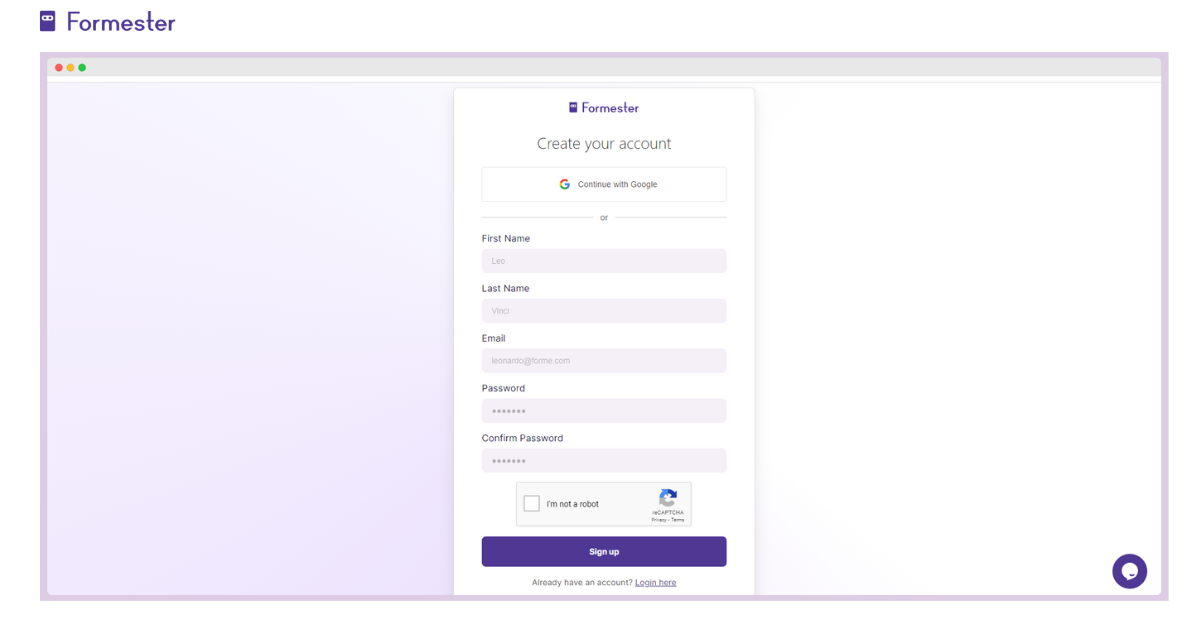 Formester
Formester
Create your account
Continue with Google
or
First Name
Leo
Last Name
Vinci
Email
leonardo@forme.com
Password
Confirm Password
I'm not a robot
reCAPTCHA
Privacy - Terms
Sign up
Already have an account? Login here